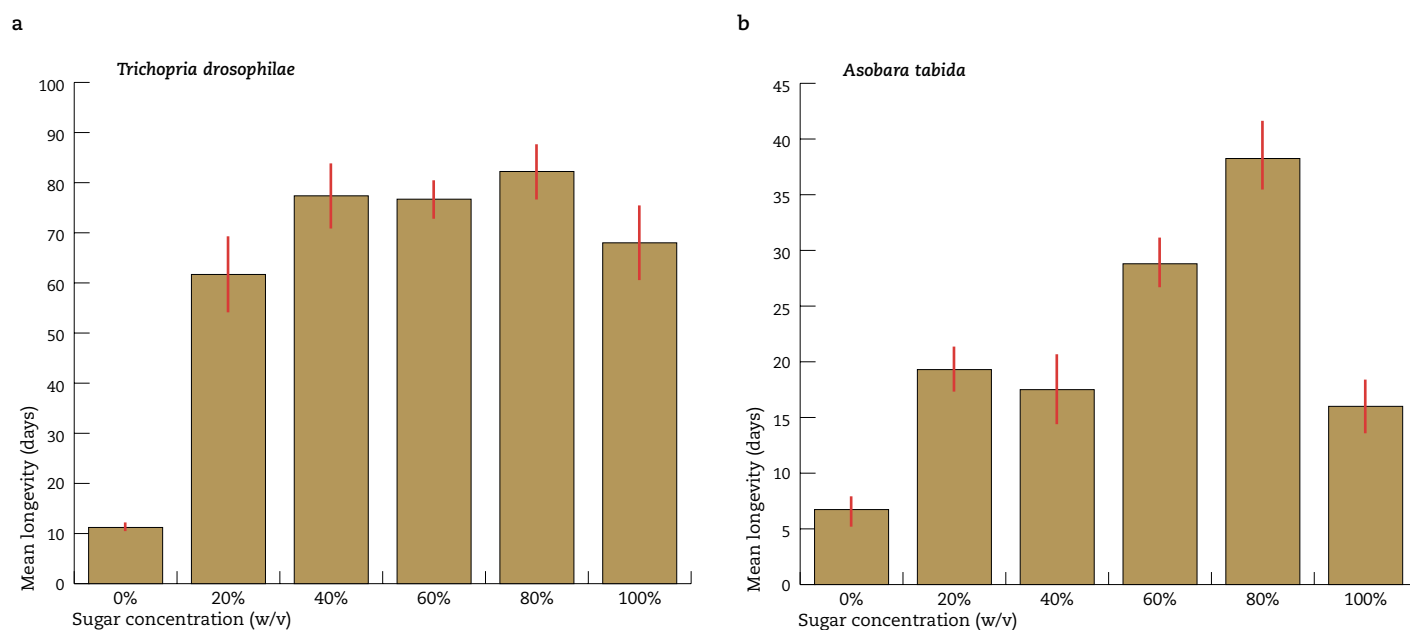 a
Trichopria drosophilae
100
90
80
70
60
50
40
30
20
10
0
Mean longevity (days)
0% 20% 40% 60% 80% 100%
Sugar concentration (w/v)
b
Asobara tabida
45
40
35
30
25
20
15
10
5
0
Mean longevity (days)
0% 20% 40% 60% 80% 100%
Sugar concentration (w/v)